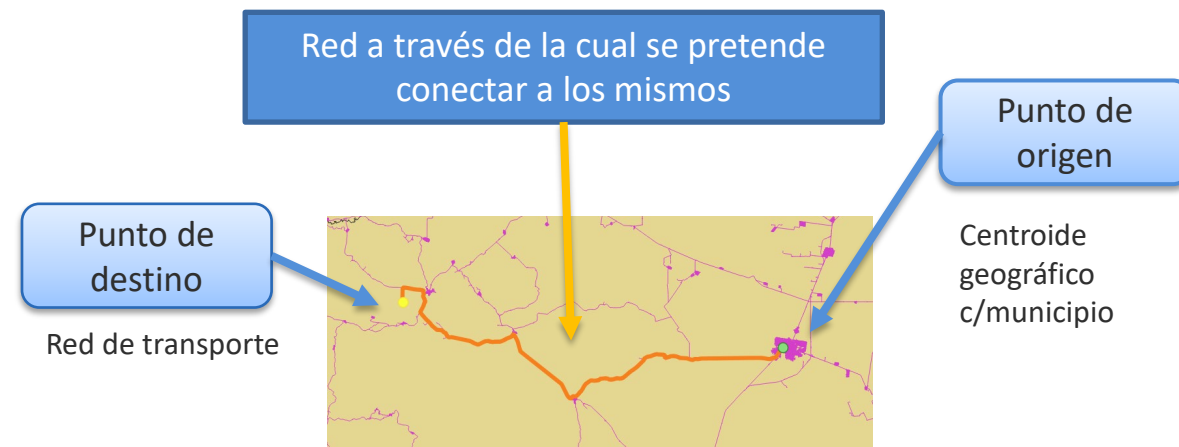 Red a través de la cual se pretende
conectar a los mismos
Punto de
origen
Centroide
geográfico
c/municipio
Punto de
destino
Red de transporte